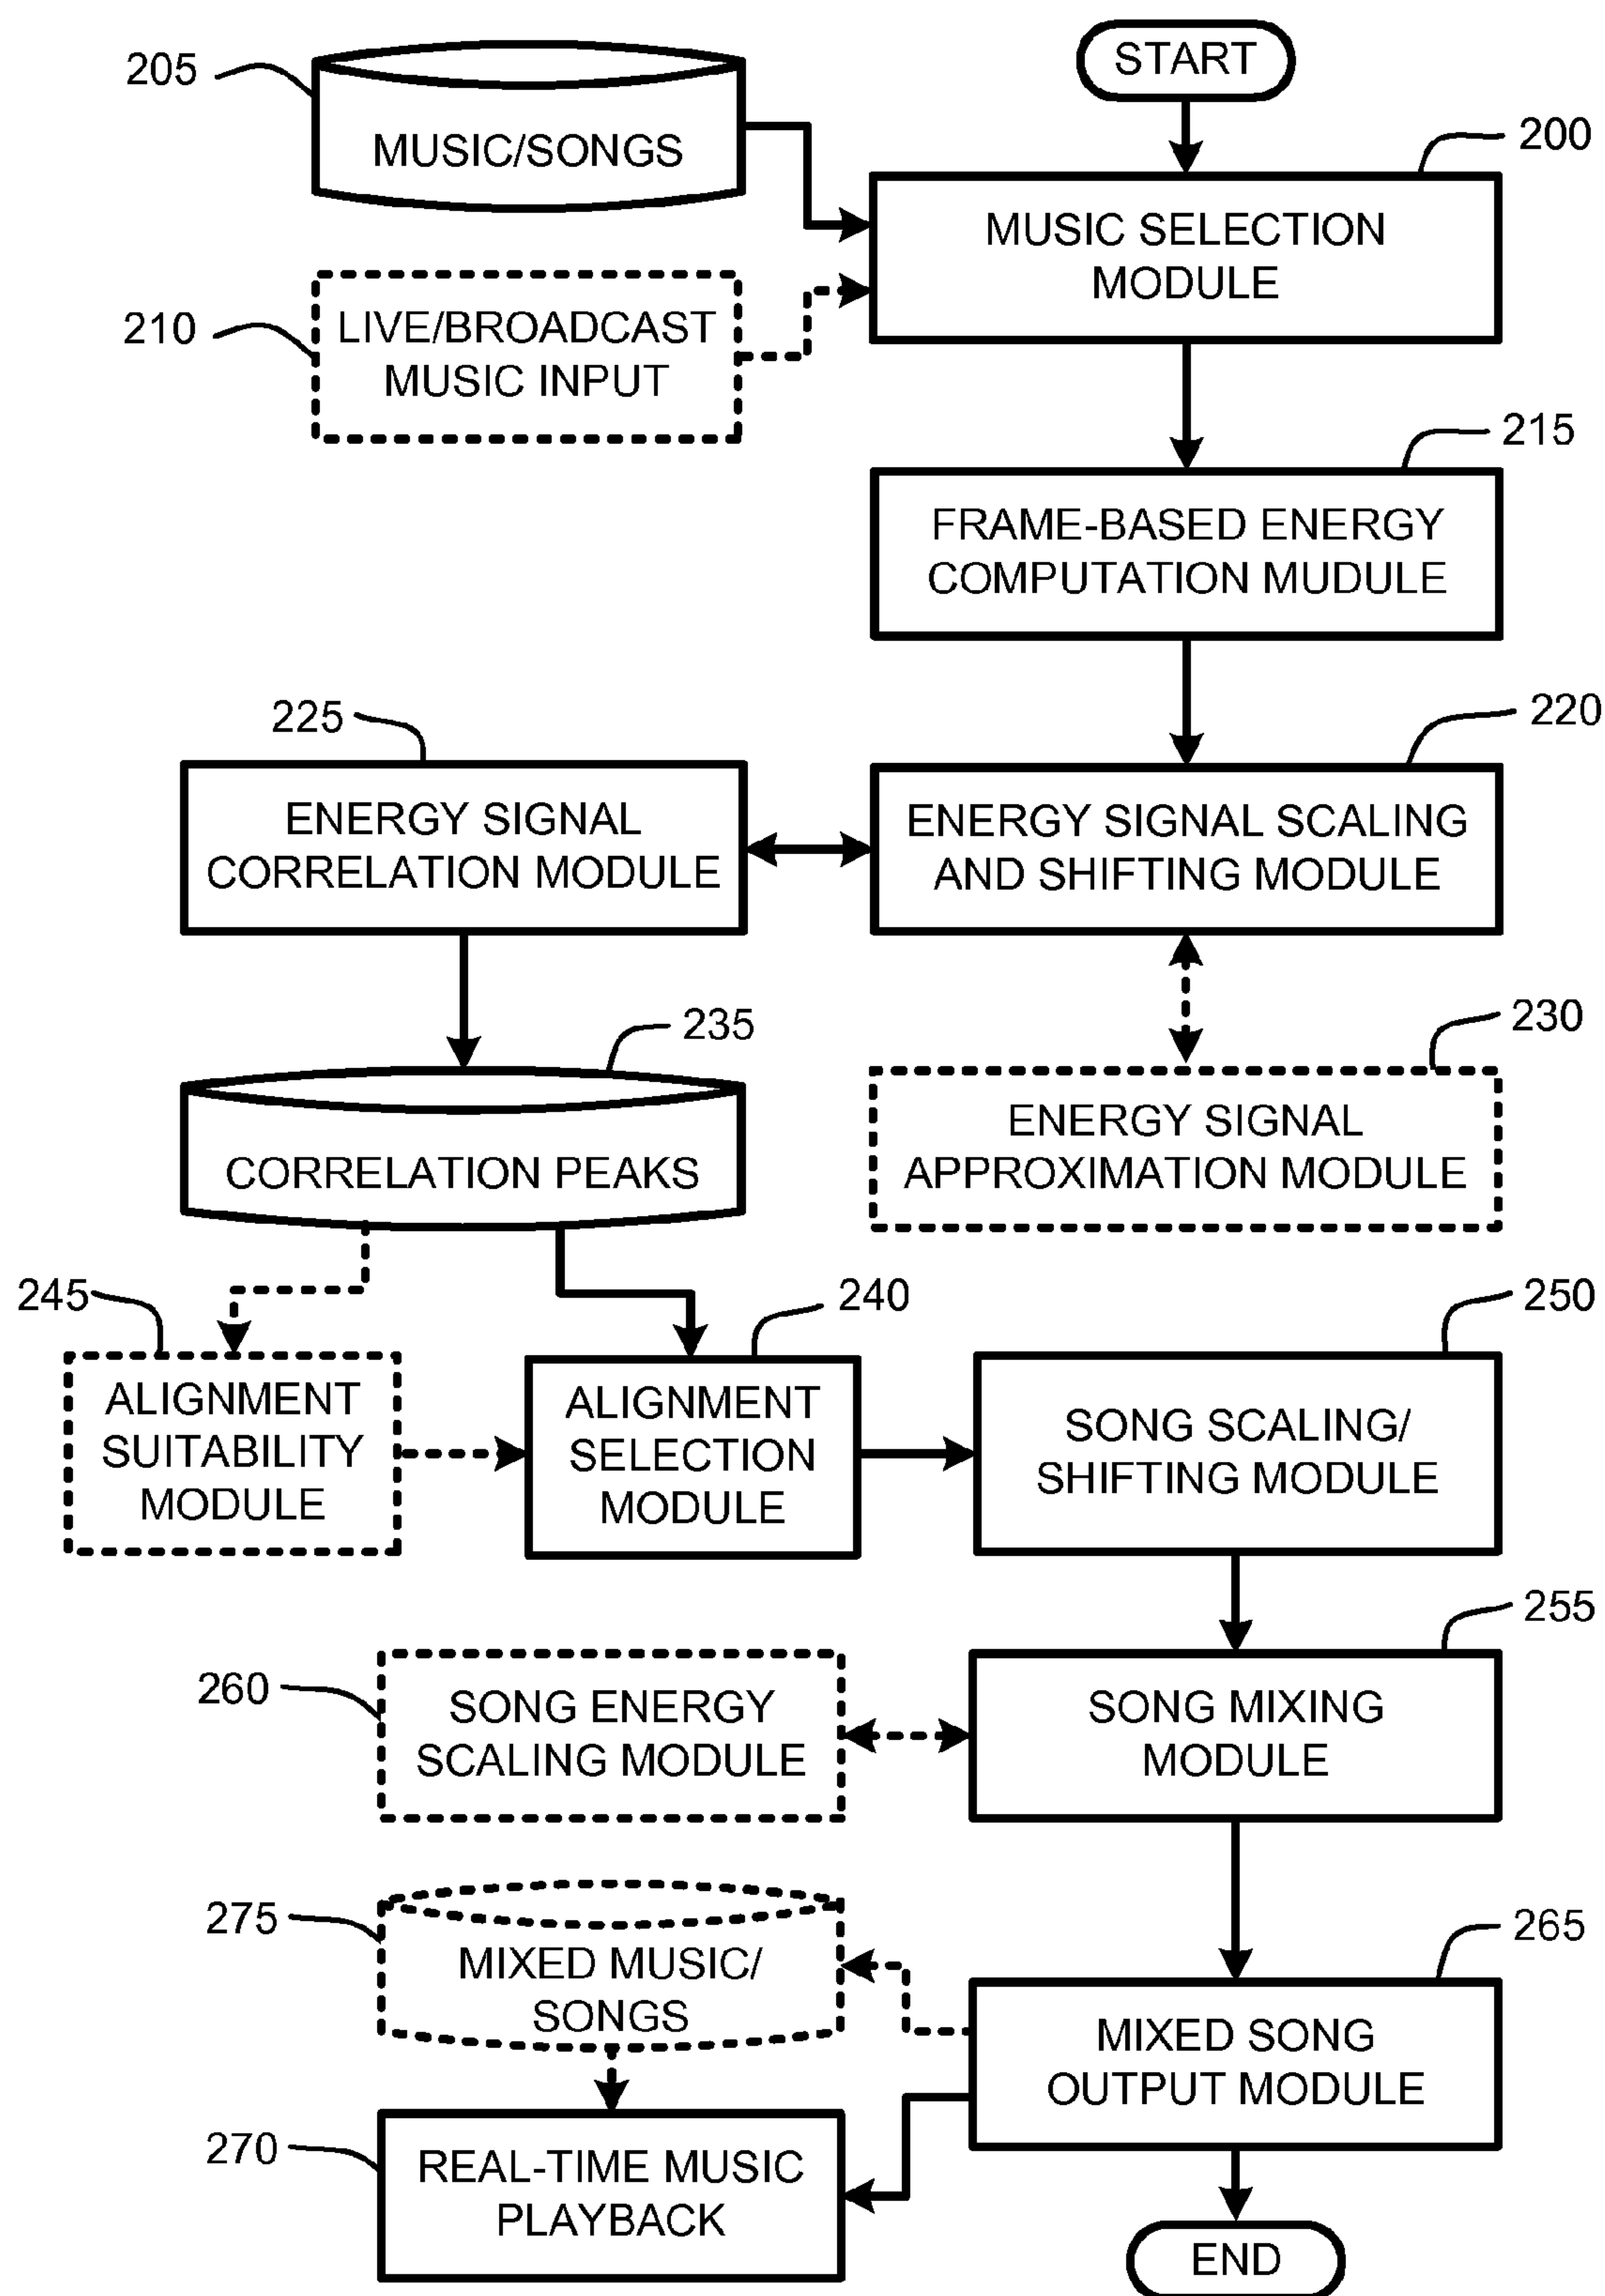 START
205
MUSIC/SONGS
200
MUSIC SELECTION
MODULE
210
LIVE/BROADCAST
MUSIC INPUT
215
FRAME-BASED ENERGY
COMPUTATION MUDULE
225
ENERGY SIGNAL
CORRELATION MODULE
220
ENERGY SIGNAL SCALING
AND SHIFTING MODULE
235
CORRELATION PEAKS
230
ENERGY SIGNAL
APPROXIMATION MODULE
245
ALIGNMENT
SUITABILITY
MODULE
240
ALIGNMENT
SELECTION
MODULE
250
SONG SCALING/
SHIFTING MODULE
260
SONG ENERGY
SCALING MODULE
255
SONG MIXING
MODULE
275
MIXED MUSIC/
SONGS
265
MIXED SONG
OUTPUT MODULE
270
REAL-TIME MUSIC
PLAYBACK
END